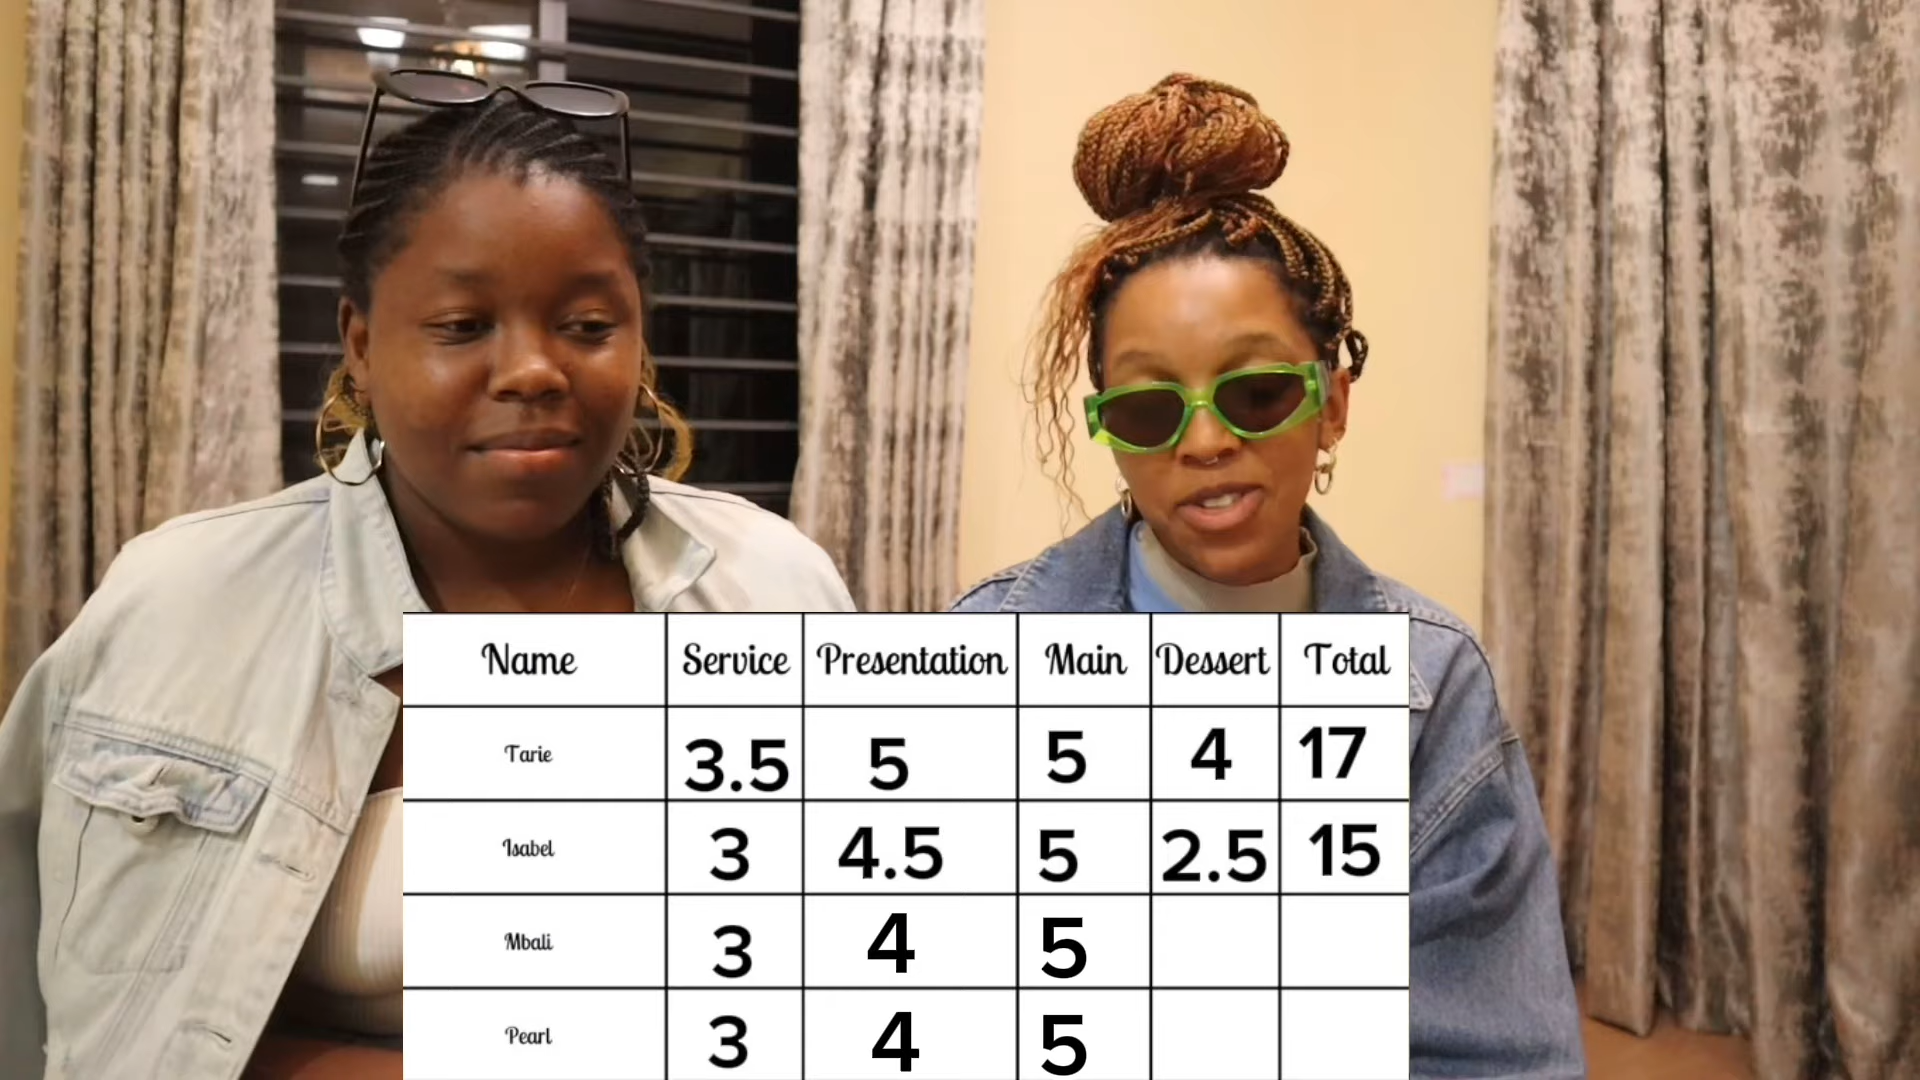 Name Service Presentation Main Dessert Total
Tarie 3.5 5 5 4 17
Isabel 3 4.5 5 2.5 15
Mbali 3 4 5
Pearl 3 4 5